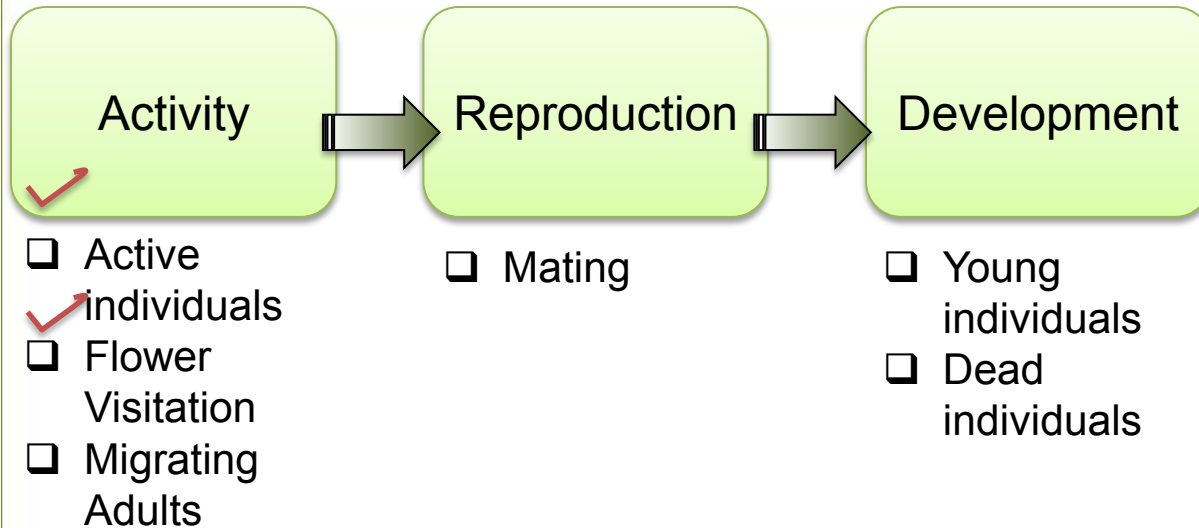 Activity
Reproduction
Development
Active
individuals
Flower
Visitation
Migrating
Adults
Mating
Young
individuals
Dead
individuals